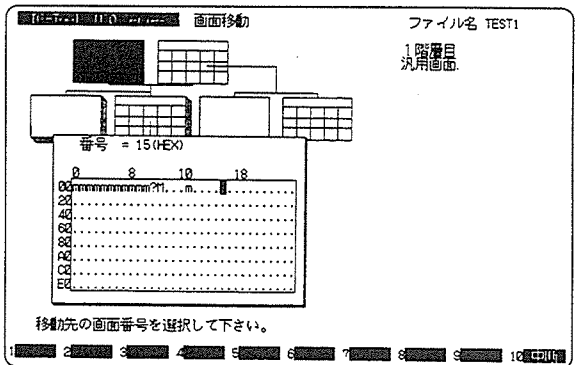 画面移動 ファイル名 TEST1
1階層目
汎用画面.
番号 = 15(HEX)
0 8 10 18
00mmmmmmmmmmm?M...m.....
20
40
60
80
A0
C0
E0
移動先の画面番号を選択して下さい。
1 2 3 4 5 6 7 8 9 10 中止